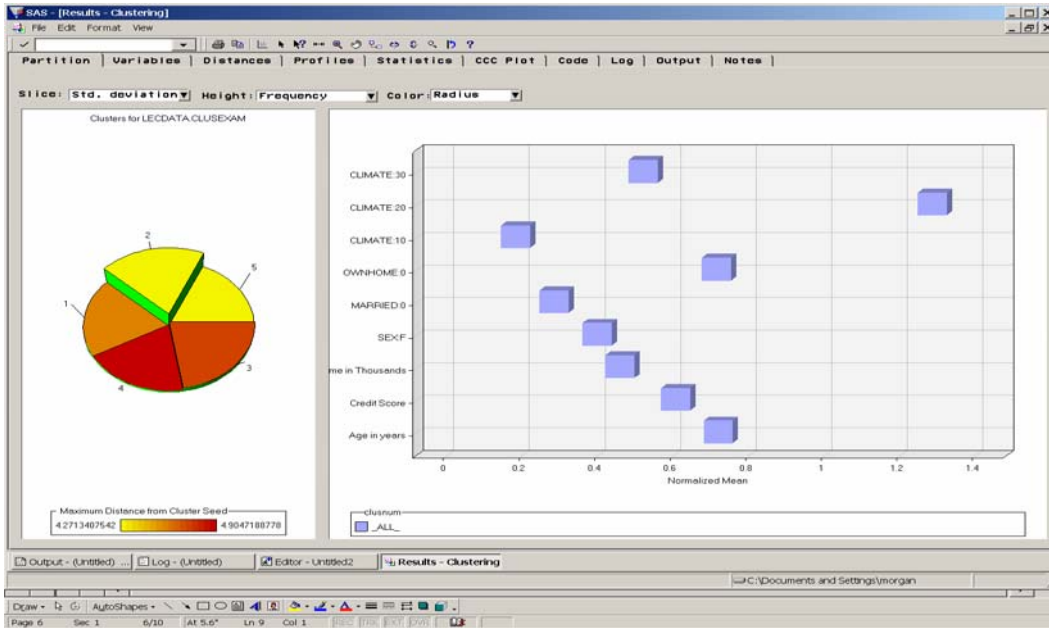 SAS - [Results - Clustering]
File Edit Format View
Partition Variables Distances Profiles Statistics CCC Plot Code Log Output Notes
Slice: Std. deviation Height: Frequency Color: Radius
Clusters for LECDATA.CLUSEXAM
2
5
1
3
4
Maximum Distance from Cluster Seed
4.2713407542 4.9047188778
CLIMATE:30
CLIMATE:20
CLIMATE:10
OWNHOME:0
MARRIED:0
SEX:F
me in Thousands
Credit Score
Age in years
0 0.2 0.4 0.6 0.8 1 1.2 1.4
Normalized Mean
clusnum
_ALL_
Output - (Untitled) ... Log - (Untitled) Editor - Untitled2 Results - Clustering
C:\Documents and Settings\morgan
Draw AutoShapes
Page 6 Sec 1 6/10 At 5.6" Ln 9 Col 1 REC TRK EXT OVR